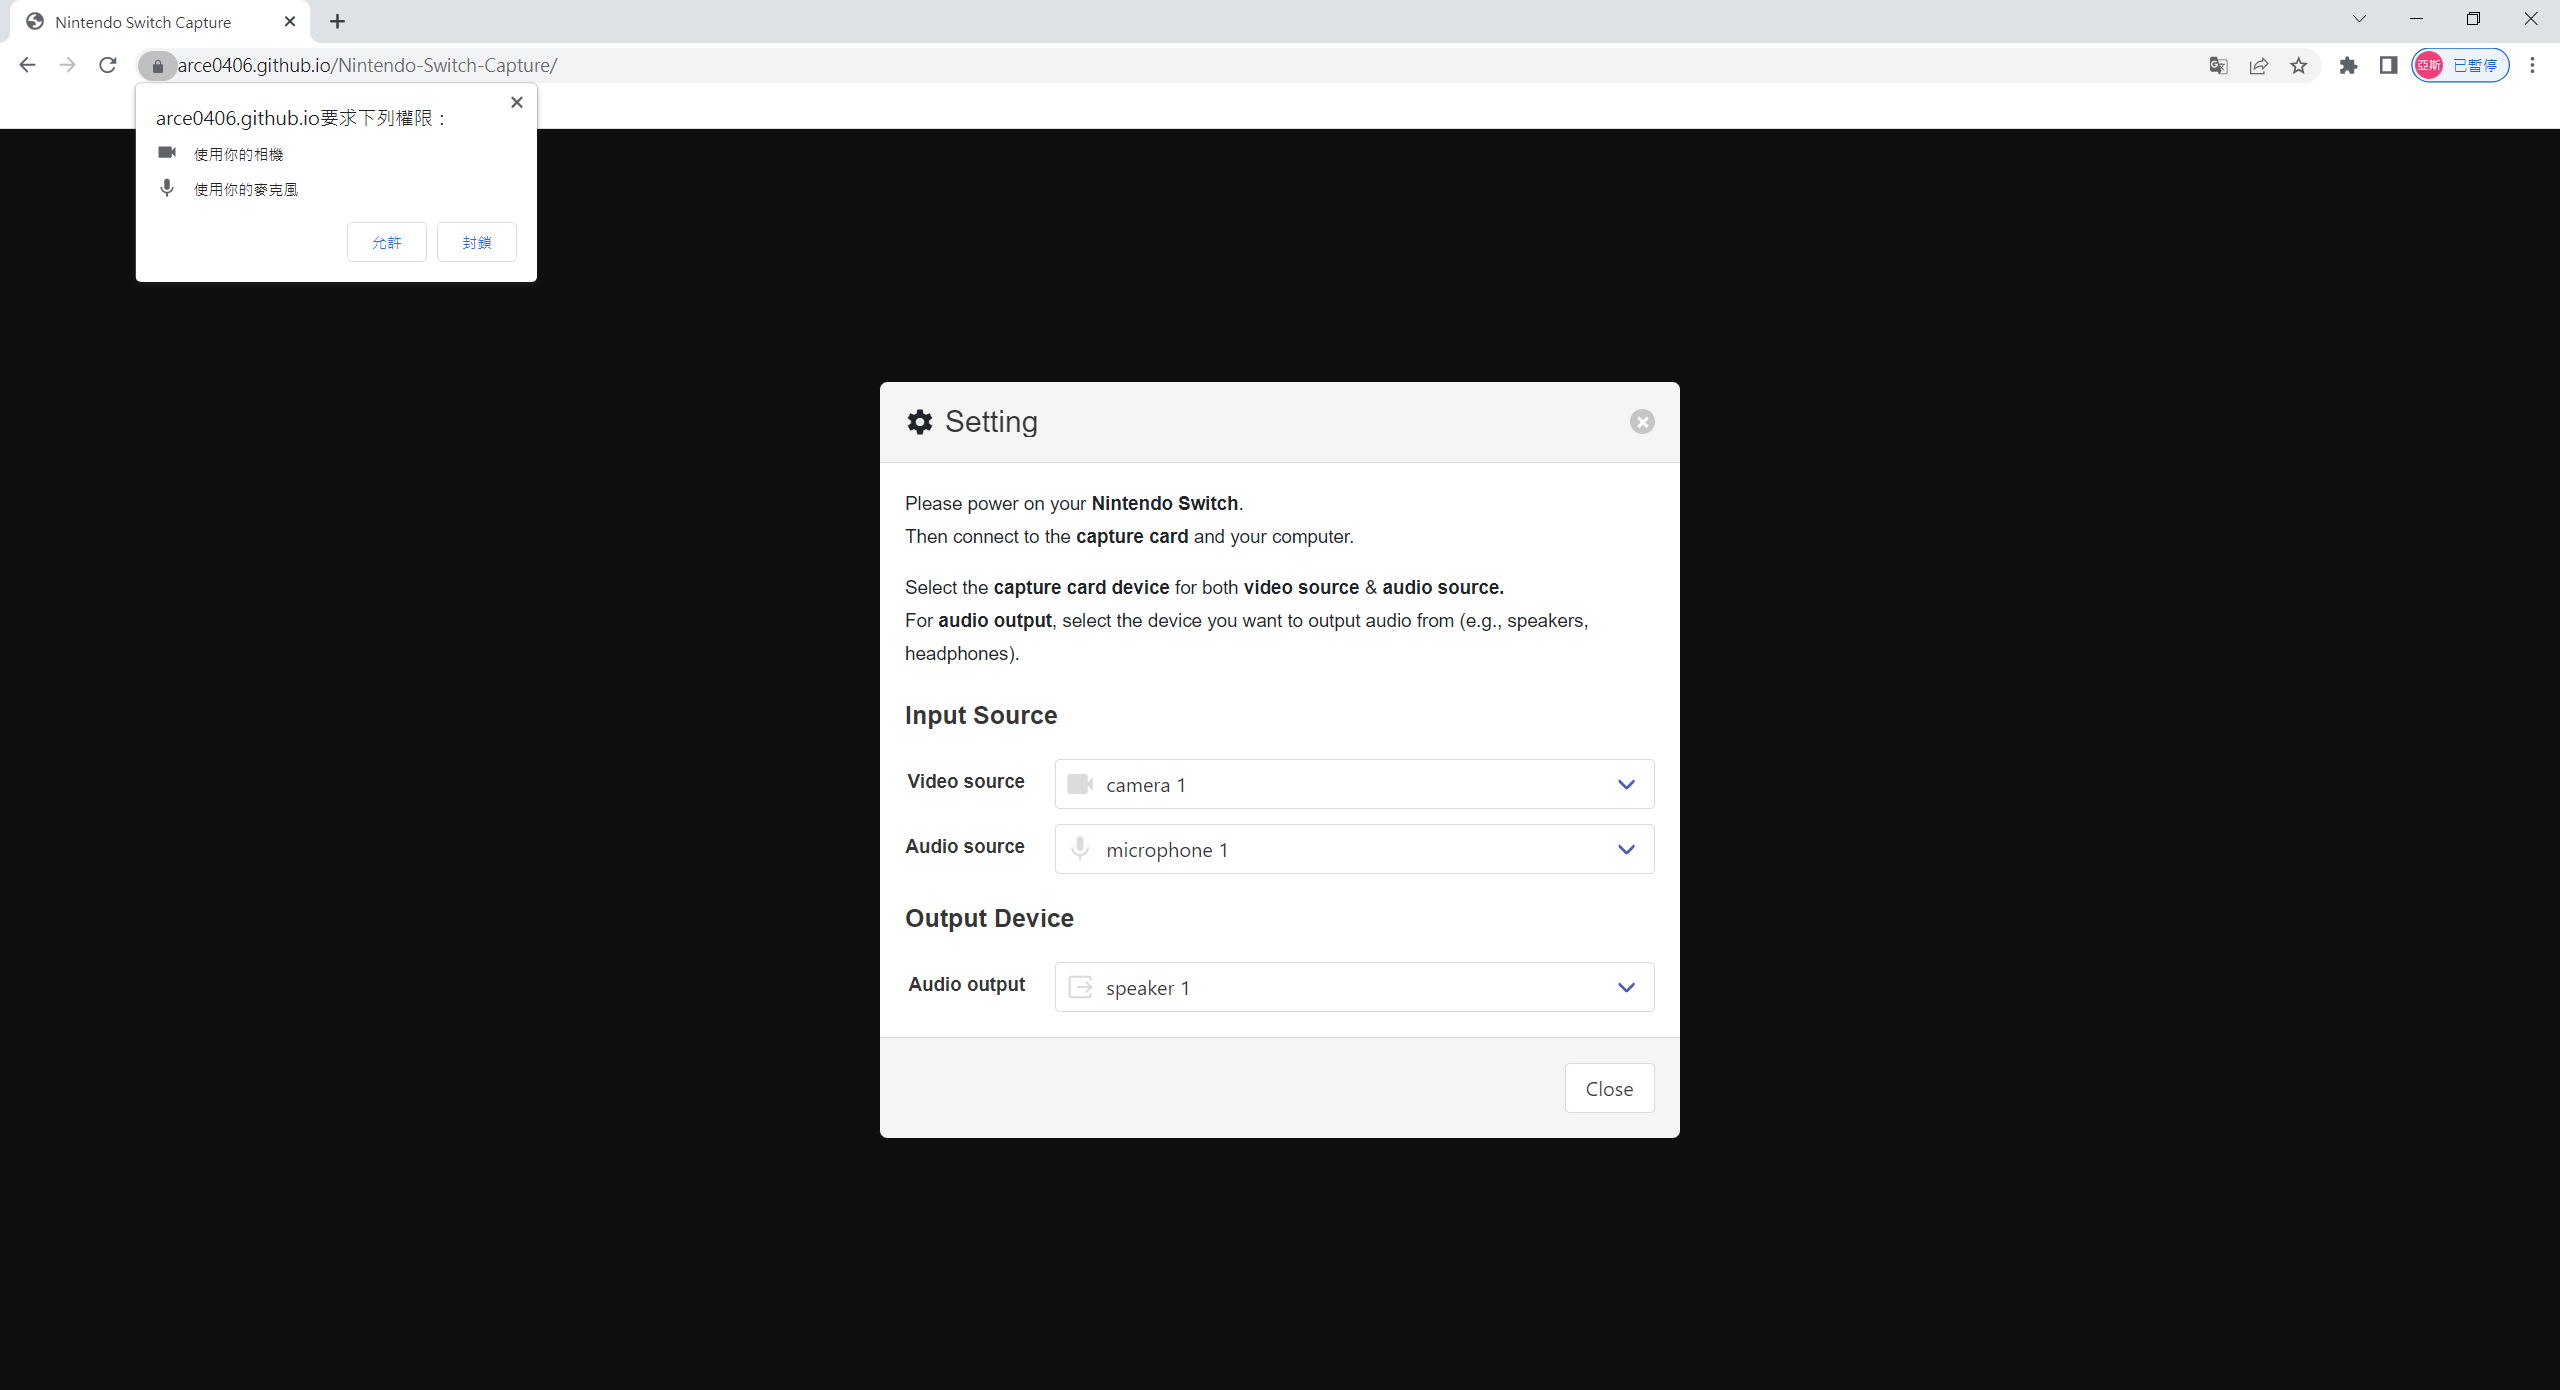 Nintendo Switch Capture
arce0406.github.io/Nintendo-Switch-Capture/
亞斯 已暫停
arce0406.github.io要求下列權限：
使用你的相機
使用你的麥克風
允許 封鎖
Setting
Please power on your Nintendo Switch.
Then connect to the capture card and your computer.
Select the capture card device for both video source & audio source.
For audio output, select the device you want to output audio from (e.g., speakers,
headphones).
Input Source
Video source camera 1
Audio source microphone 1
Output Device
Audio output speaker 1
Close